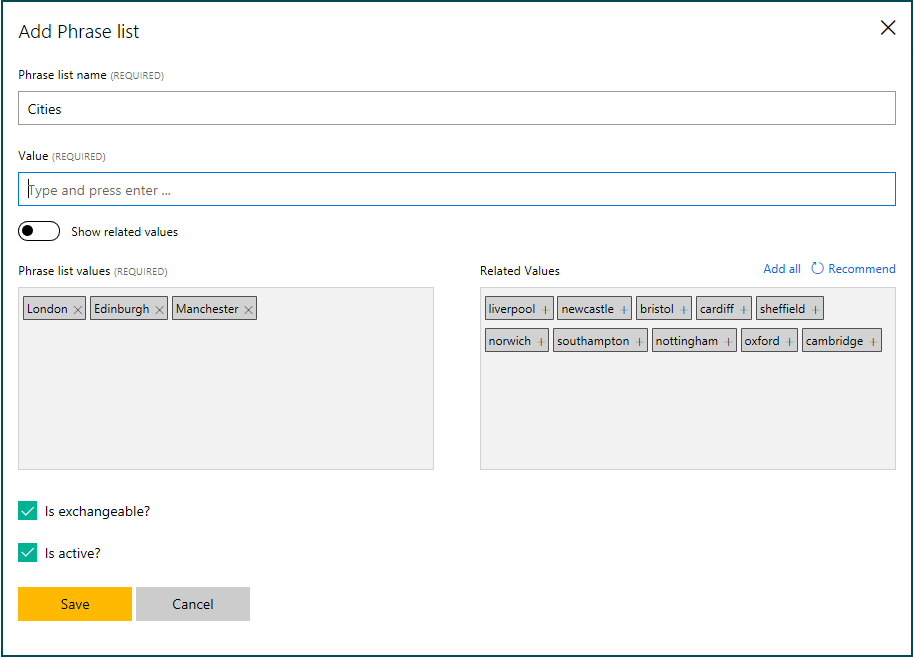 Add Phrase list
Phrase list name (REQUIRED)
Cities
Value (REQUIRED)
Type and press enter ...
Show related values
Phrase list values (REQUIRED)
London Edinburgh Manchester
Related Values Add all Recommend
liverpool + newcastle + bristol + cardiff + sheffield +
norwich + southampton + nottingham + oxford + cambridge +
Is exchangeable?
Is active?
Save Cancel